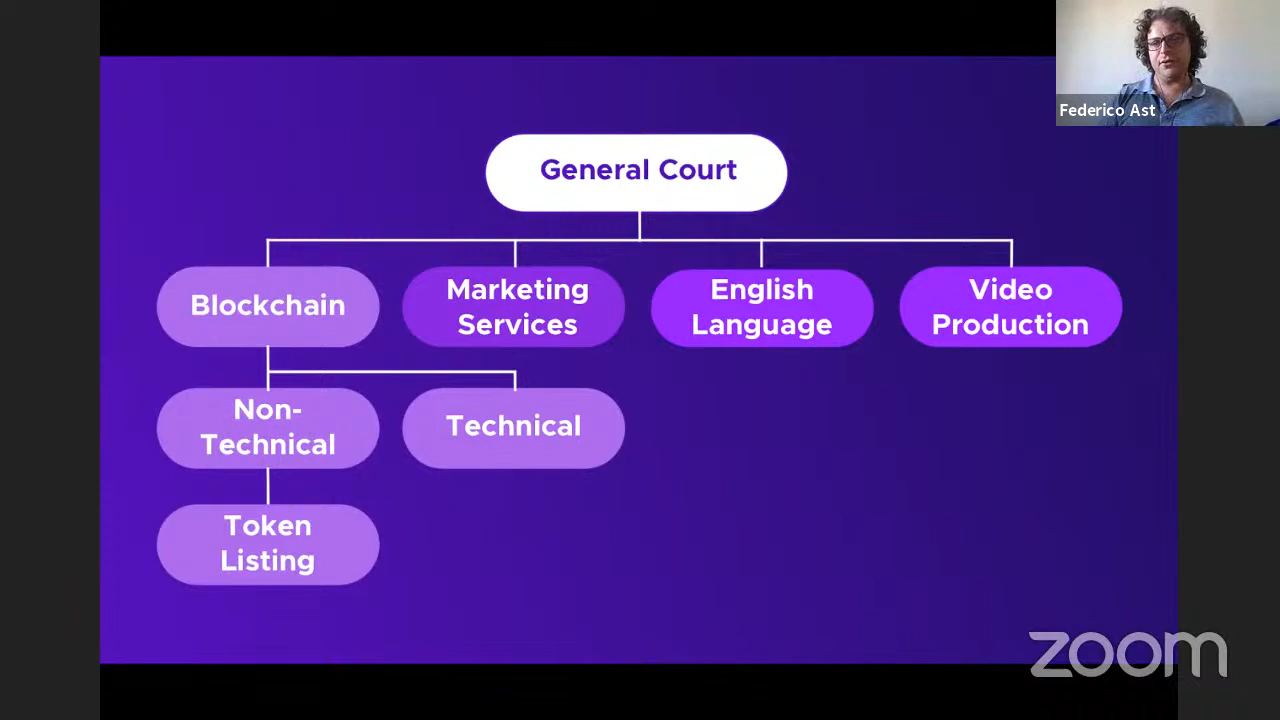 Federico Ast
General Court
Blockchain
Marketing
Services
English
Language
Video
Production
Non-
Technical
Technical
Token
Listing
zoom